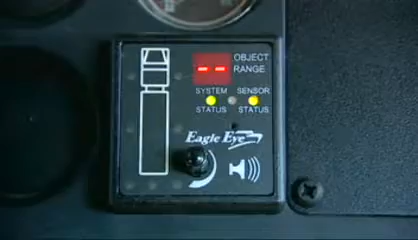 -- OBJECT
RANGE
SYSTEM SENSOR
STATUS STATUS
Eagle Eye